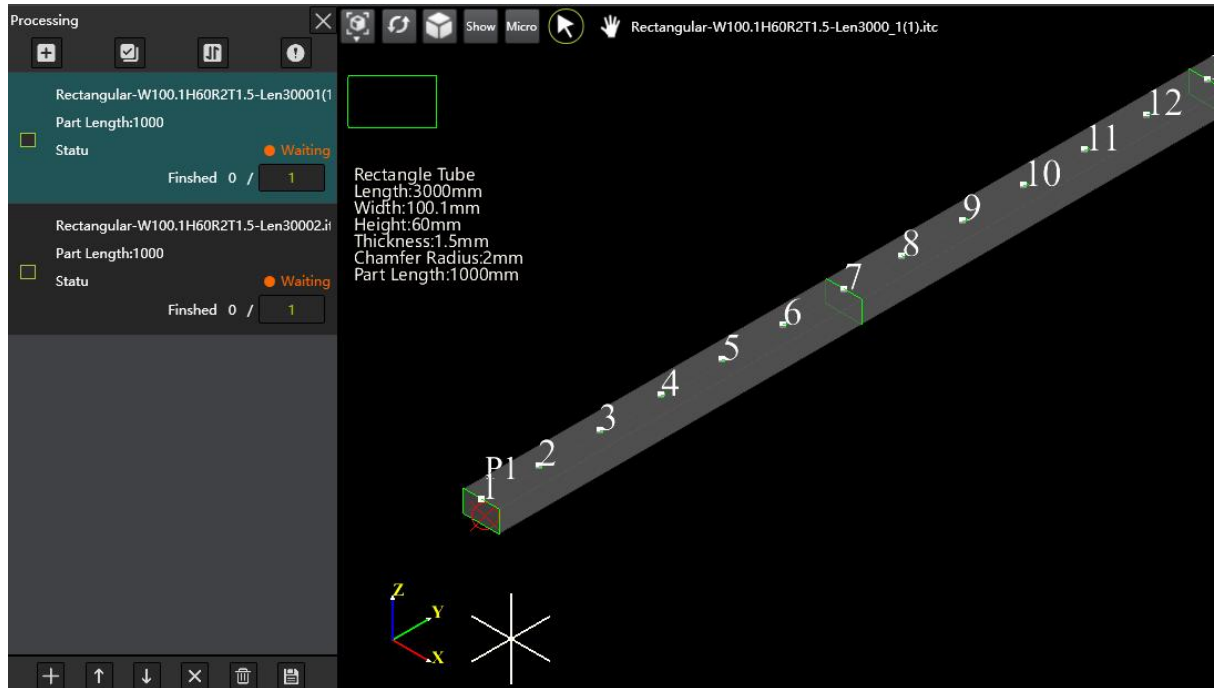 Processing
Show
Micro
Rectangular-W100.1H60R2T1.5-Len3000_1(1).itc
Rectangular-W100.1H60R2T1.5-Len30001(1
Part Length:1000
Statu
Waiting
Finshed 0 / 1
Rectangular-W100.1H60R2T1.5-Len30002.it
Part Length:1000
Statu
Waiting
Finshed 0 / 1
Rectangle Tube
Length:3000mm
Width:100.1mm
Height:60mm
Thickness:1.5mm
Chamfer Radius:2mm
Part Length:1000mm
12
11
10
9
8
7
6
5
4
3
2
P1
1
Z
Y
X